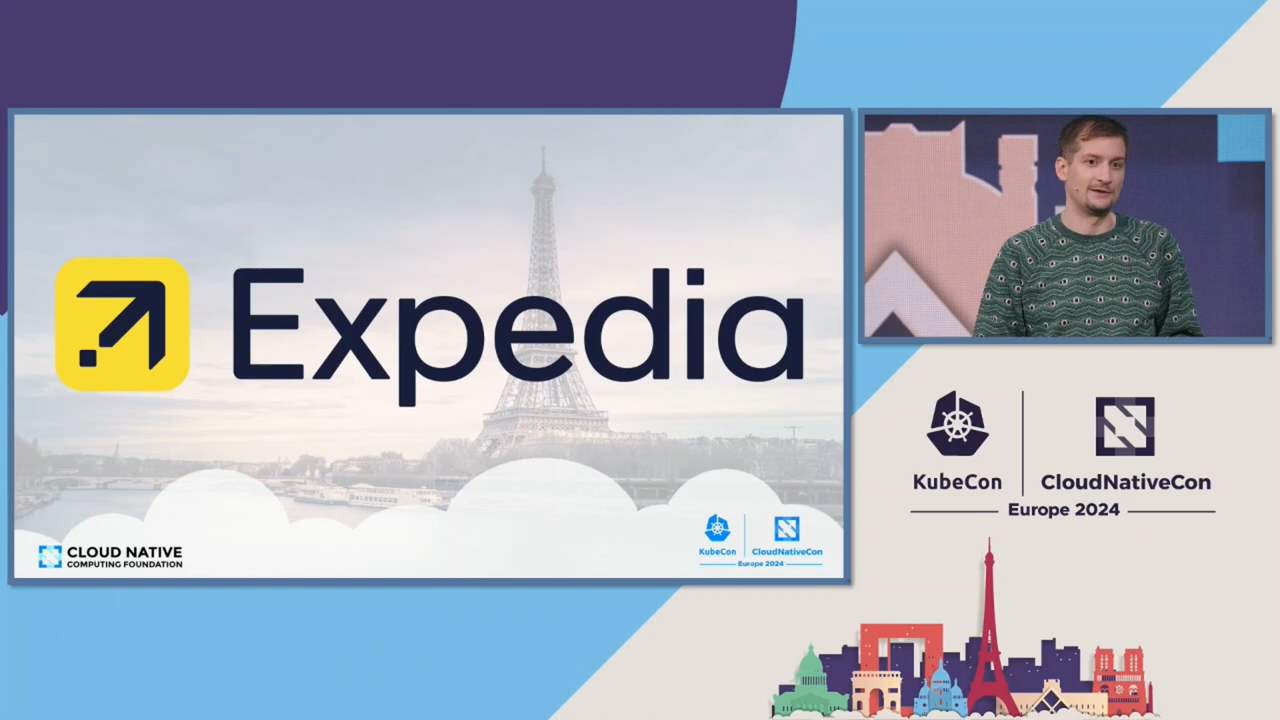 Expedia
CLOUD NATIVE
COMPUTING FOUNDATION
KubeCon
CloudNativeCon
Europe 2024
KubeCon
CloudNativeCon
Europe 2024